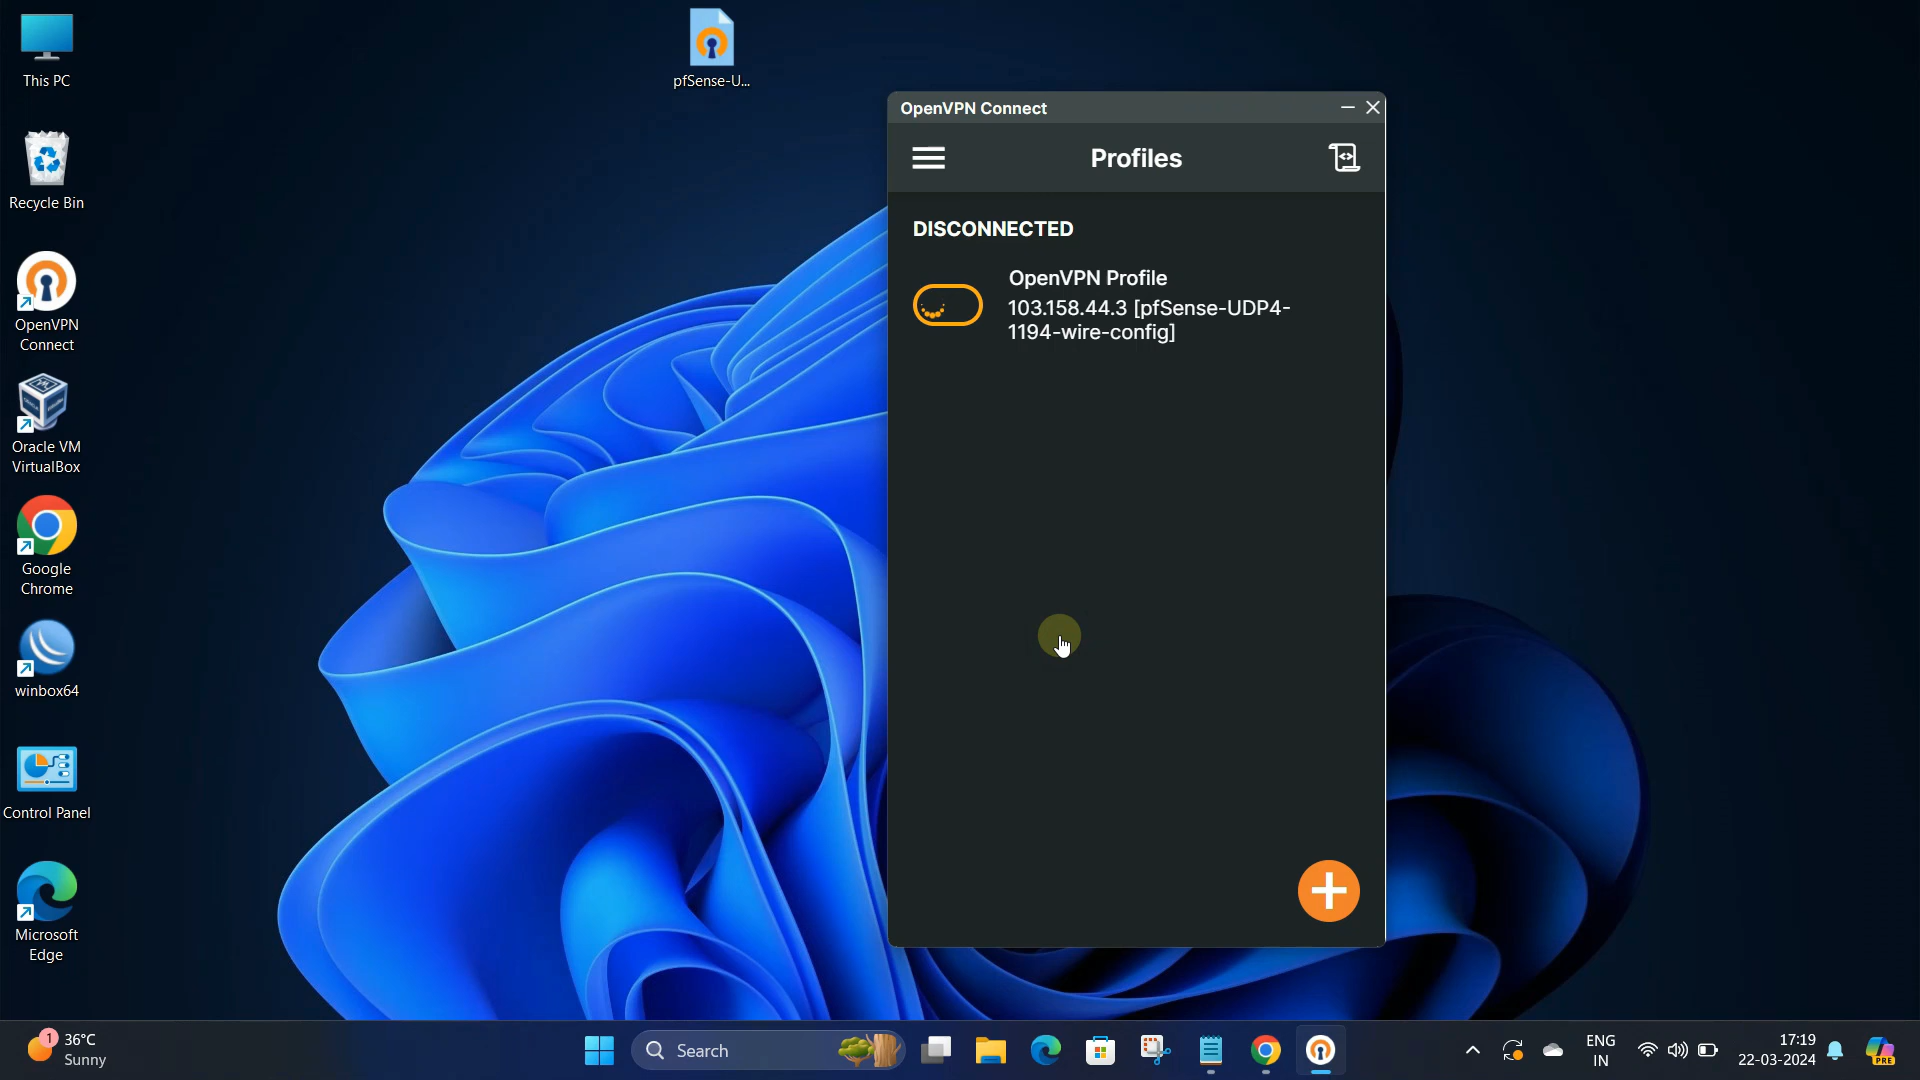 This PC
Recycle Bin
OpenVPN
Connect
Oracle VM
VirtualBox
Google
Chrome
winbox64
Control Panel
Microsoft
Edge
pfSense-U...
OpenVPN Connect
Profiles
DISCONNECTED
OpenVPN Profile
103.158.44.3 [pfSense-UDP4-
1194-wire-config]
1
36°C
Sunny
Search
ENG
IN
17:19
22-03-2024
PRE